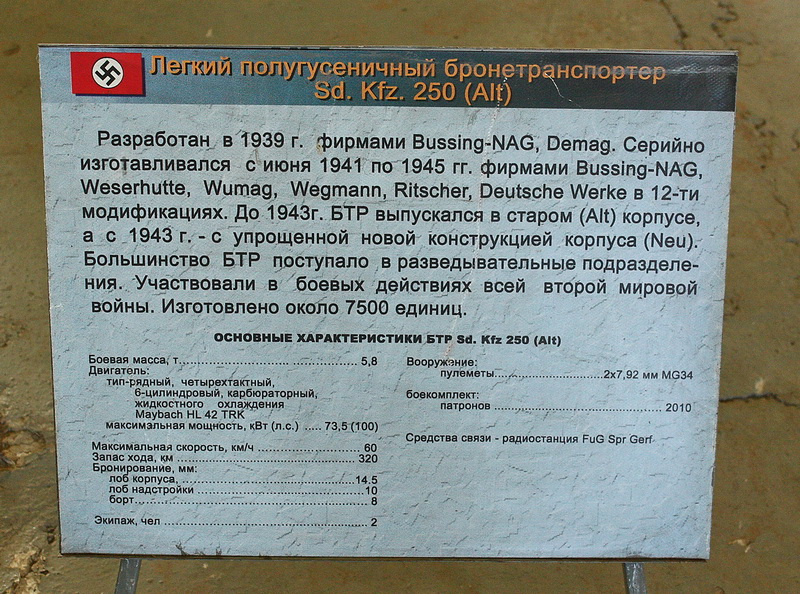 Легкий полугусеничный бронетранспортер
Sd. Kfz. 250 (Alt)
Разработан в 1939 г. фирмами Bussing-NAG, Demag. Серийно
изготавливался с июня 1941 по 1945 гг. фирмами Bussing-NAG,
Weserhutte, Wumag, Wegmann, Ritscher, Deutsche Werke в 12-ти
модификациях. До 1943г. БТР выпускался в старом (Alt) корпусе,
а с 1943 г. - с упрощенной новой конструкцией корпуса (Neu).
Большинство БТР поступало в разведывательные подразделе-
ния. Участвовали в боевых действиях всей второй мировой
войны. Изготовлено около 7500 единиц.
ОСНОВНЫЕ ХАРАКТЕРИСТИКИ БТР Sd. Kfz 250 (Alt)
Боевая масса, т........................................5,8
Двигатель:
тип-рядный, четырехтактный,
6-цилиндровый, карбюраторный,
жидкостного охлаждения
Maybach HL 42 TRK
максимальная мощность, кВт (л.с.) ..... 73,5 (100)
Максимальная скорость, км/ч ........................ 60
Запас хода, км ........................................ 320
Бронирование, мм:
лоб корпуса, ................................ 14.5
лоб надстройки ................................ 10
борт............................................ 8
Экипаж, чел ........................................ 2
Вооружение:
пулеметы........................2х7,92 мм MG34
боекомплект:
патронов ........................................ 2010
Средства связи - радиостанция FuG Spr Gerf